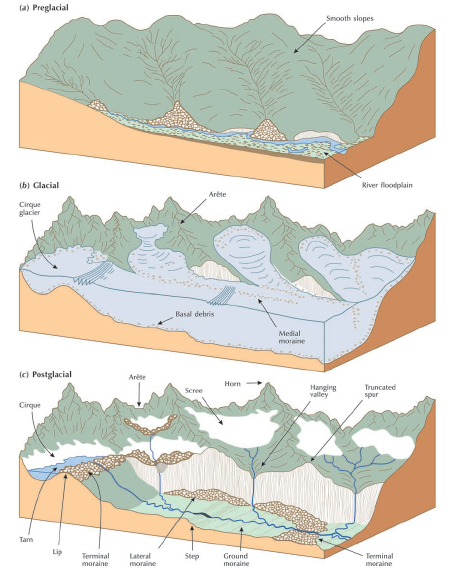 (a) Preglacial
Smooth slopes
River floodplain
(b) Glacial
Arête
Cirque
glacier
Basal debris
Medial
moraine
(c) Postglacial
Arête
Horn
Scree
Hanging
valley
Truncated
spur
Cirque
Tarn
Lip
Terminal
moraine
Lateral
moraine
Step
Ground
moraine
Terminal
moraine